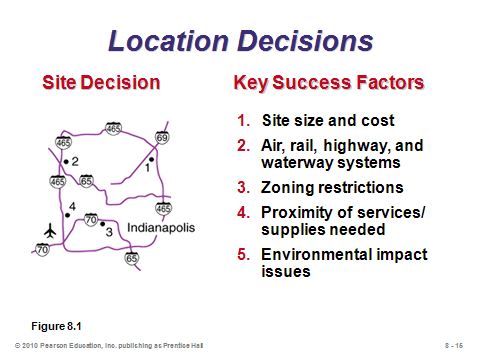 Location Decisions
Site Decision
Key Success Factors
465
69
465
2
1
465
65
4
465
70
3
Indianapolis
70
65
1. Site size and cost
2. Air, rail, highway, and
waterway systems
3. Zoning restrictions
4. Proximity of services/
supplies needed
5. Environmental impact
issues
Figure 8.1
© 2010 Pearson Education, Inc. publishing as Prentice Hall
8 - 15